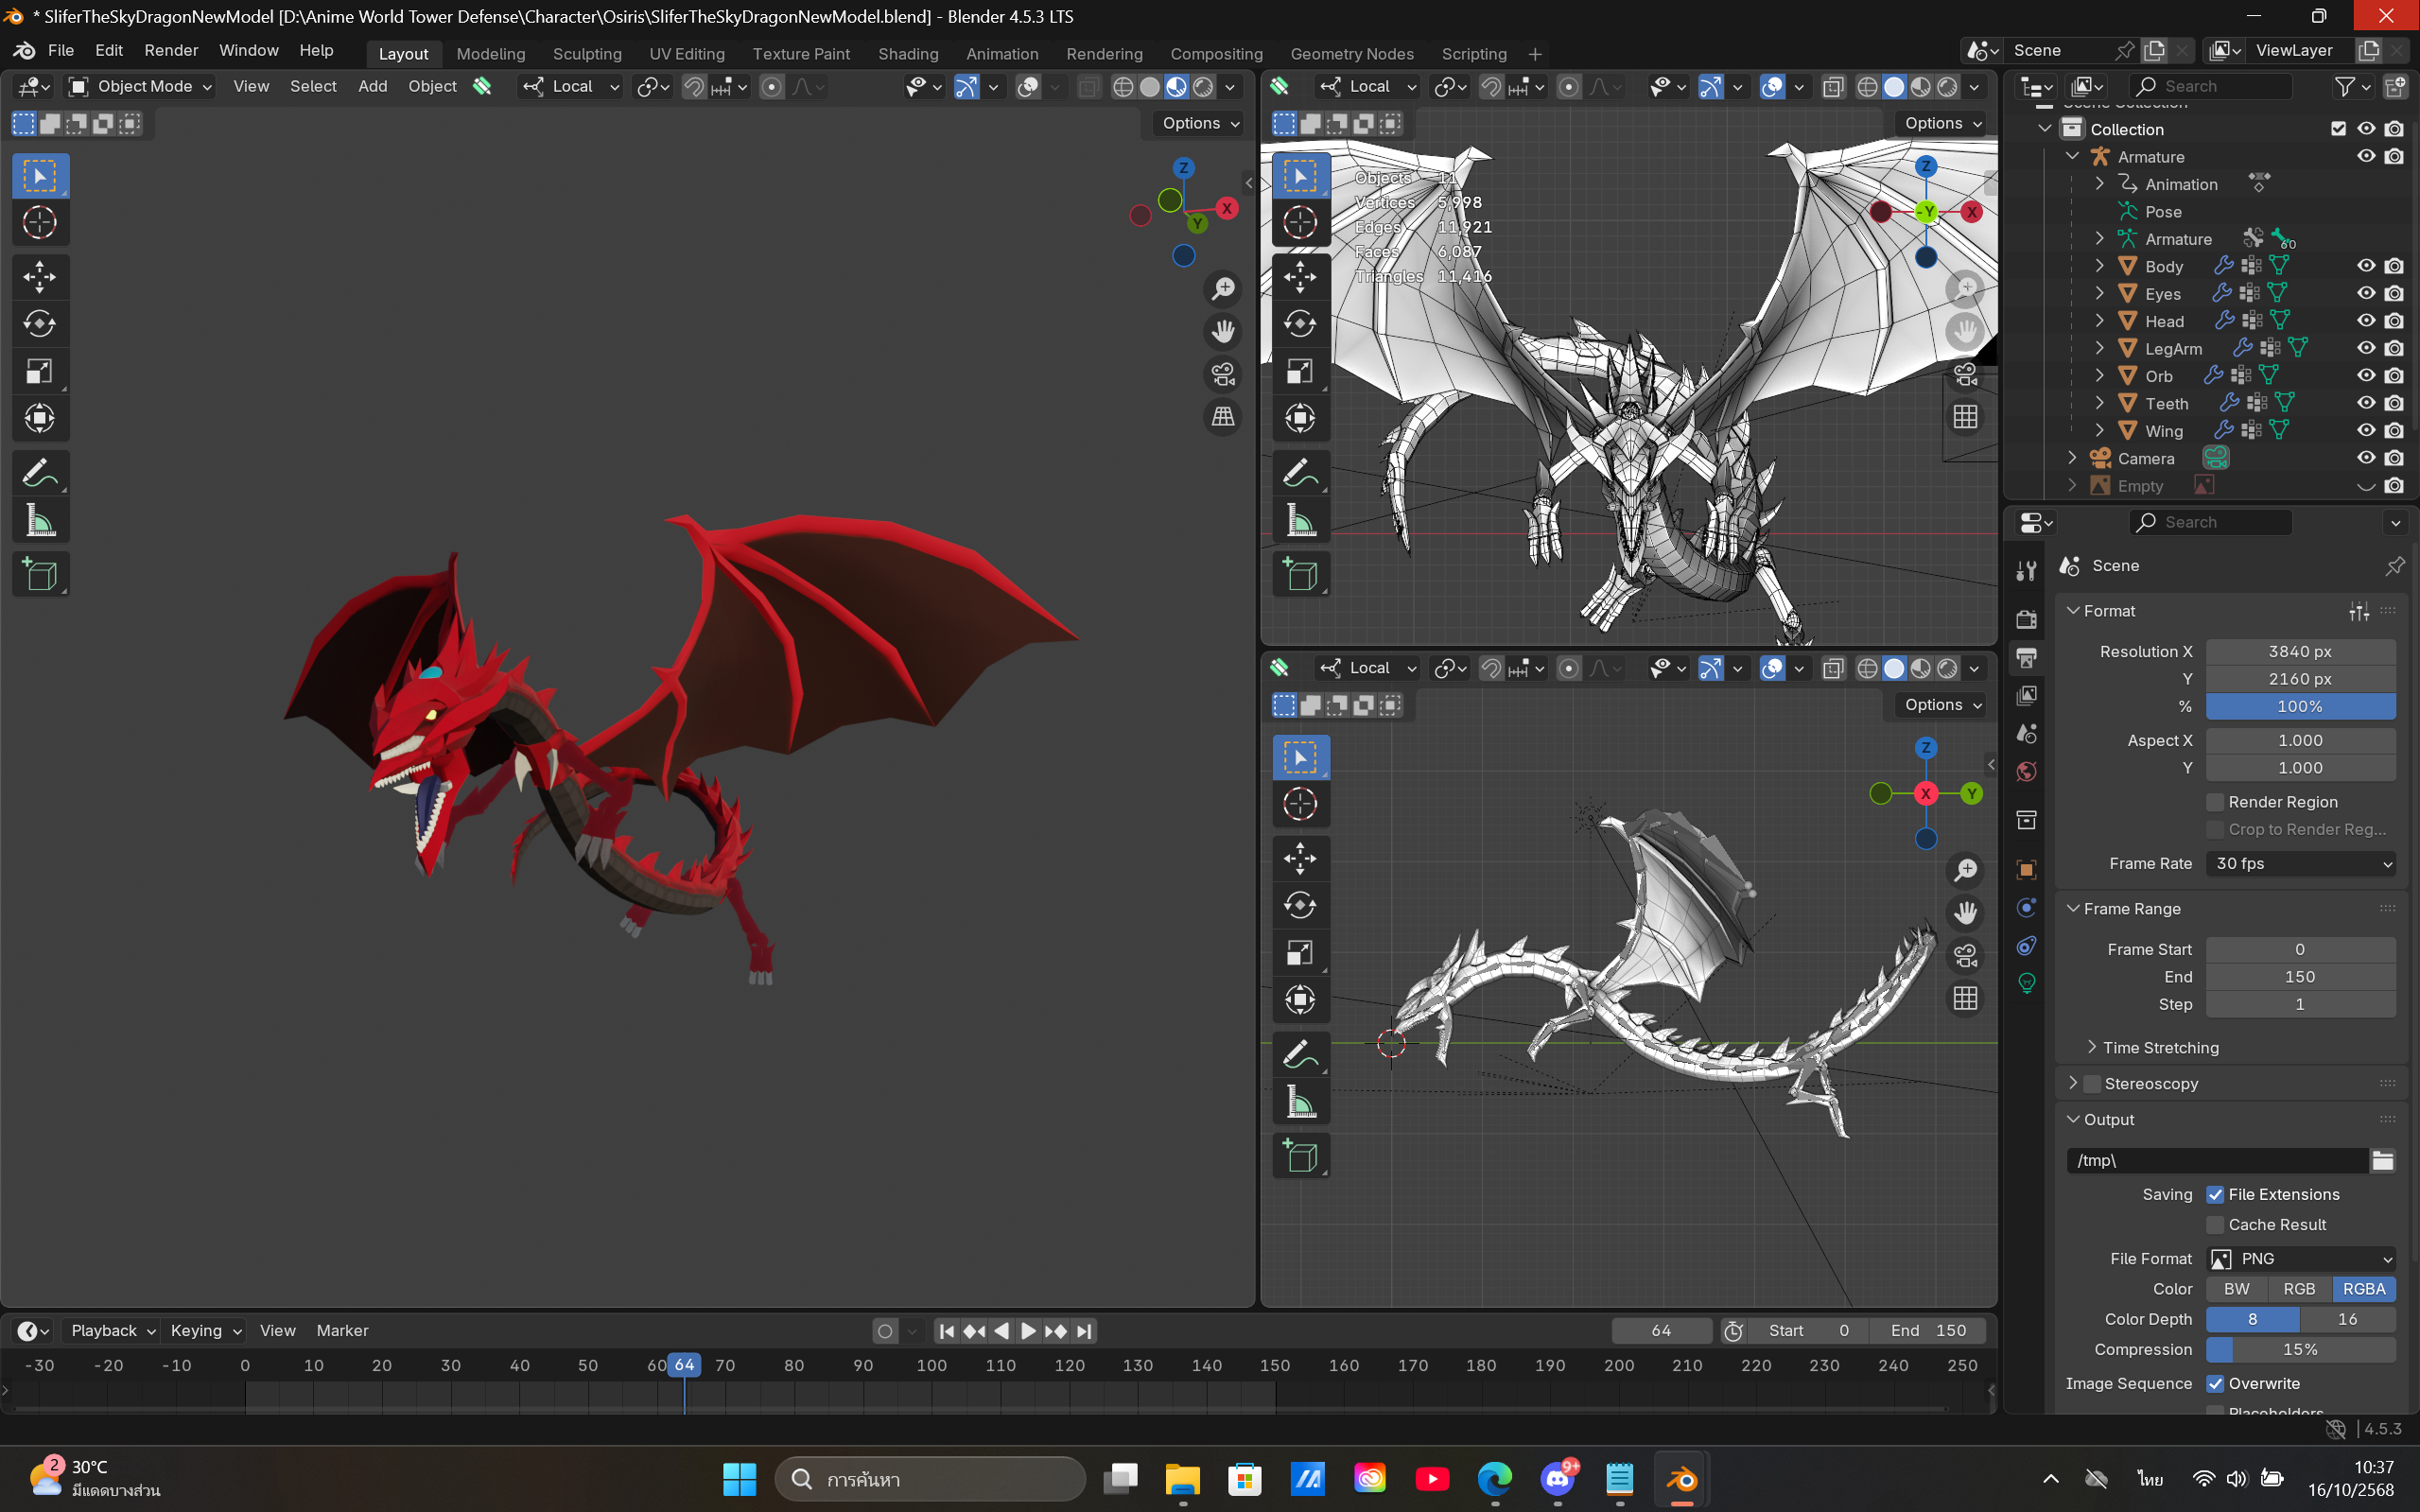 * SliferTheSkyDragonNewModel [D:\Anime World Tower Defense\Character\Osiris\SliferTheSkyDragonNewModel.blend] - Blender 4.5.3 LTS
File Edit Render Window Help Layout Modeling Sculpting UV Editing Texture Paint Shading Animation Rendering Compositing Geometry Nodes Scripting + Scene ViewLayer
Object Mode View Select Add Object Local
Local
Search
Options
Options
Scene Collection
Collection
Armature
Animation
Pose
Armature 60
Body
Eyes
Head
LegArm
Orb
Teeth
Wing
Camera
Empty
Z
X
Y
Z
-Y
X
Objects 11
Vertices 5,998
Edges 11,921
Faces 6,087
Triangles 11,416
Local
Options
Z
X
Y
Search
Scene
Format
Resolution X 3840 px
Y 2160 px
% 100%
Aspect X 1.000
Y 1.000
Render Region
Crop to Render Reg...
Frame Rate 30 fps
Frame Range
Frame Start 0
End 150
Step 1
Time Stretching
Stereoscopy
Output
/tmp\
Saving File Extensions
Cache Result
File Format PNG
Color BW RGB RGBA
Color Depth 8 16
Compression 15%
Image Sequence Overwrite
Placeholders
Playback Keying View Marker 64 Start 0 End 150
-30 -20 -10 0 10 20 30 40 50 60 64 70 80 90 100 110 120 130 140 150 160 170 180 190 200 210 220 230 240 250
4.5.3
2
30°C
มีแดดบางส่วน
การค้นหา
9+
ไทย
10:37
16/10/2568